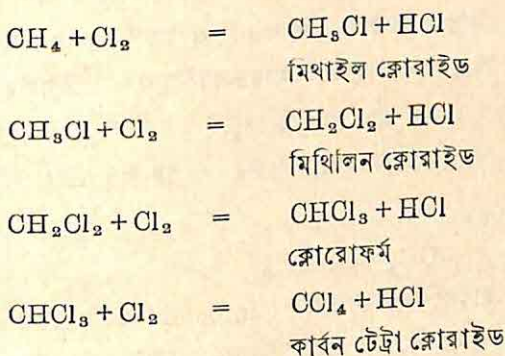 CH₄ + Cl₂ = CH₃Cl + HCl
মিথাইল ক্লোরাইড
CH₃Cl + Cl₂ = CH₂Cl₂ + HCl
মিথিলিন ক্লোরাইড
CH₂Cl₂ + Cl₂ = CHCl₃ + HCl
ক্লোরোফর্ম
CHCl₃ + Cl₂ = CCl₄ + HCl
কার্বন টেট্রা ক্লোরাইড